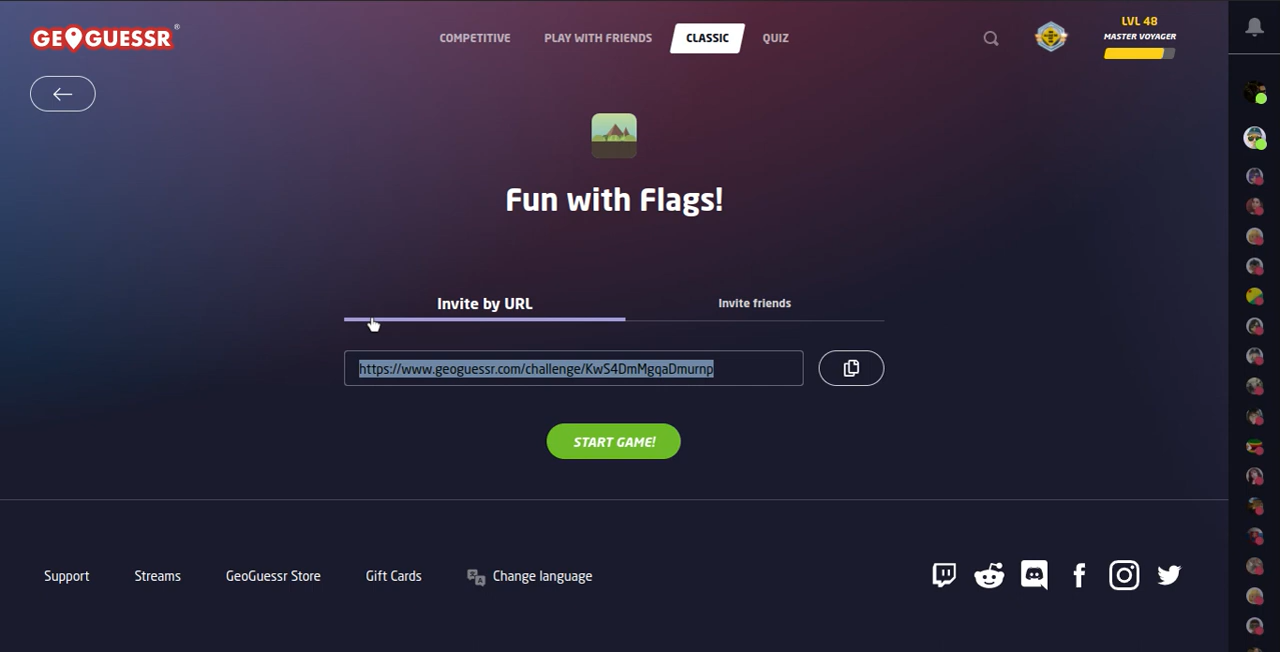 GEOGUESSR®
COMPETITIVE
PLAY WITH FRIENDS
CLASSIC
QUIZ
LVL 48
MASTER VOYAGER
Fun with Flags!
Invite by URL
Invite friends
https://www.geoguessr.com/challenge/KwS4DmMgqaDmurnp
START GAME!
Support
Streams
GeoGuessr Store
Gift Cards
Change language